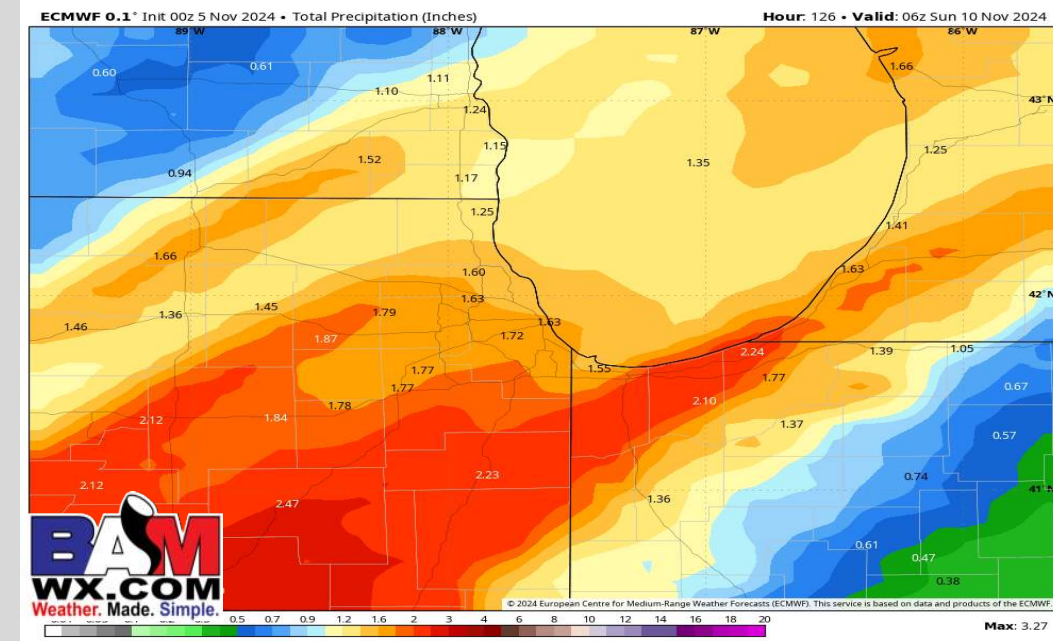 ECMWF 0.1° Init 00z 5 Nov 2024 • Total Precipitation (Inches) Hour: 126 • Valid: 06z Sun 10 Nov 2024
89°W 88°W 87°W 86°W
0.60 0.61 1.66
1.11
1.10
1.24 43°N
1.15 1.25
1.52 1.35
0.94 1.17
1.25
1.41
1.66
1.60 1.63
1.63 42°N
1.45 1.79
1.46 1.36 1.63
1.87 1.72
2.24 1.39 1.05
1.77 1.55 1.77
1.77 0.67
1.78 2.10
2.12 1.84 1.37 0.57
2.23 0.74
2.12 41°N
2.47 1.36
0.61
0.47
0.38
BAM
WX.COM
Weather. Made. Simple.
© 2024 European Centre for Medium-Range Weather Forecasts (ECMWF). This service is based on data and products of the ECMWF.
0.5 0.7 0.9 1.2 1.6 2 3 4 6 8 10 12 14 16 18 20 Max: 3.27